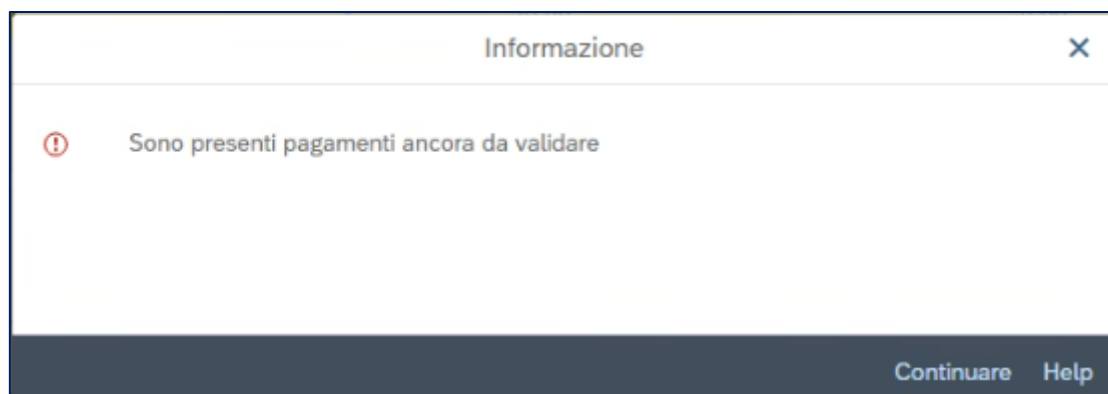 Informazione
Sono presenti pagamenti ancora da validare
Continuare Help